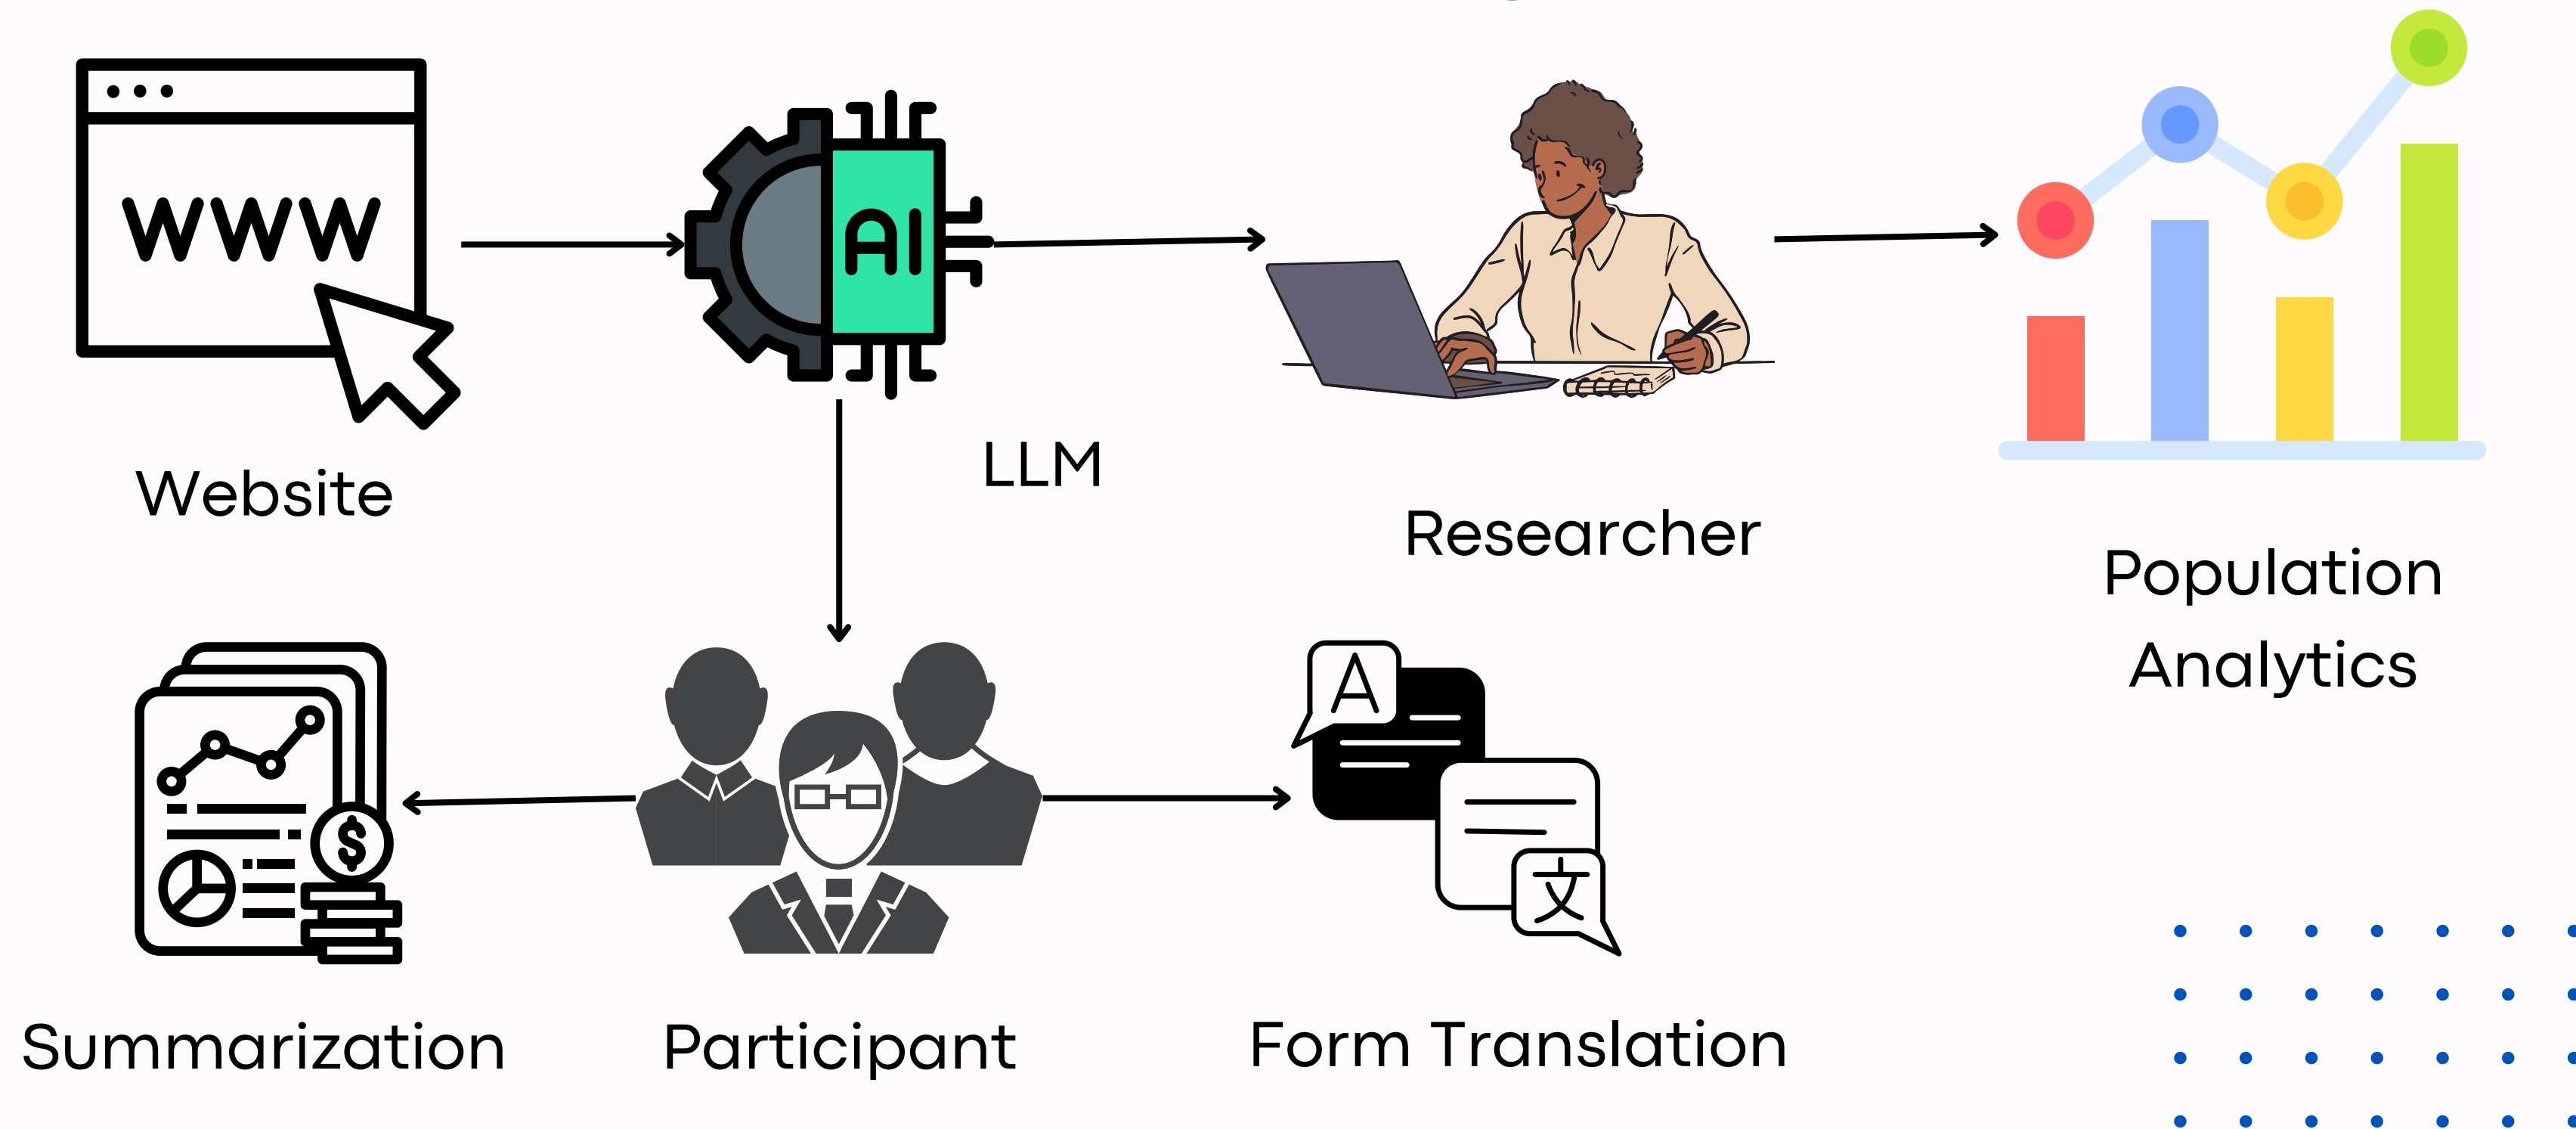 WWW
AI
Website
LLM
Researcher
Population
Analytics
A
$
文
Summarization
Participant
Form Translation